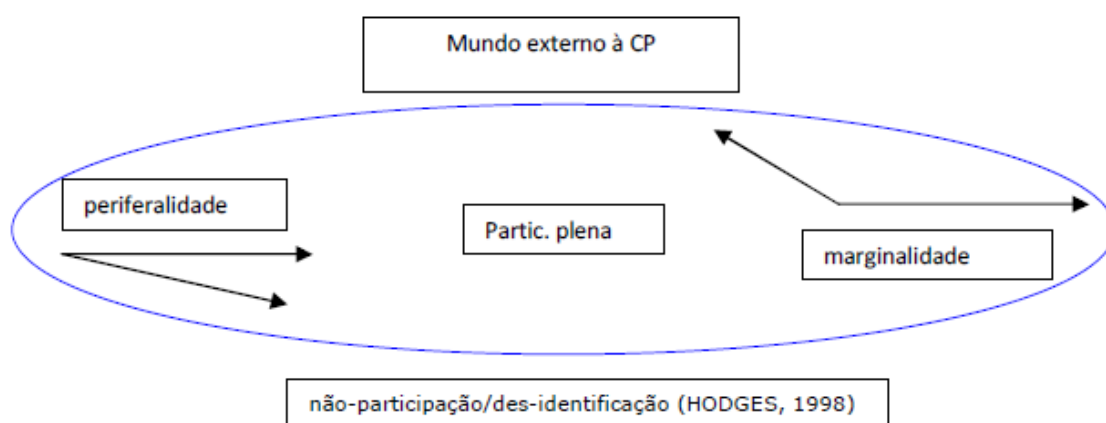 Mundo externo à CP
periferalidade
Partic. plena
marginalidade
não-participação/des-identificação (HODGES, 1998)